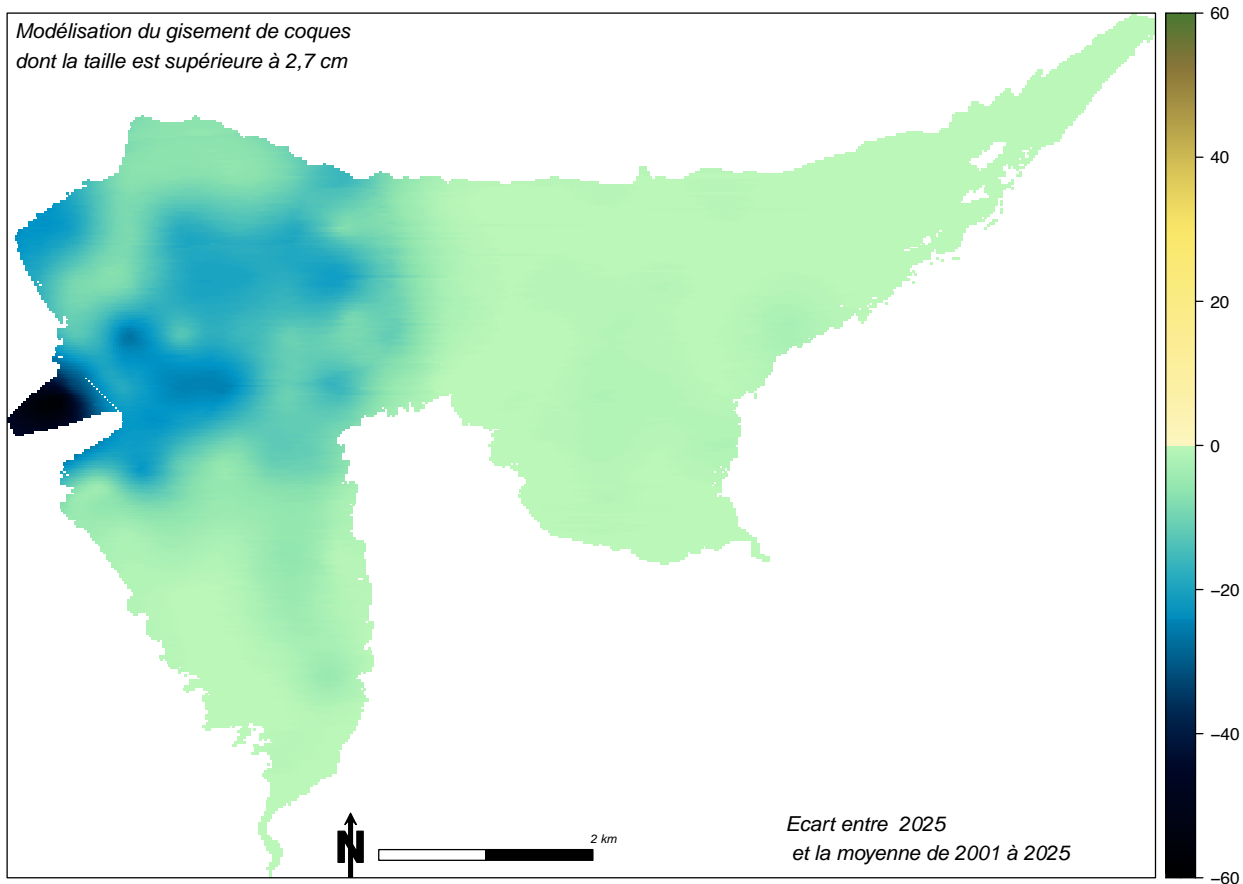 Modélisation du gisement de coques
dont la taille est supérieure à 2,7 cm
60
40
20
0
−20
−40
−60
N
2 km
Ecart entre 2025
et la moyenne de 2001 à 2025